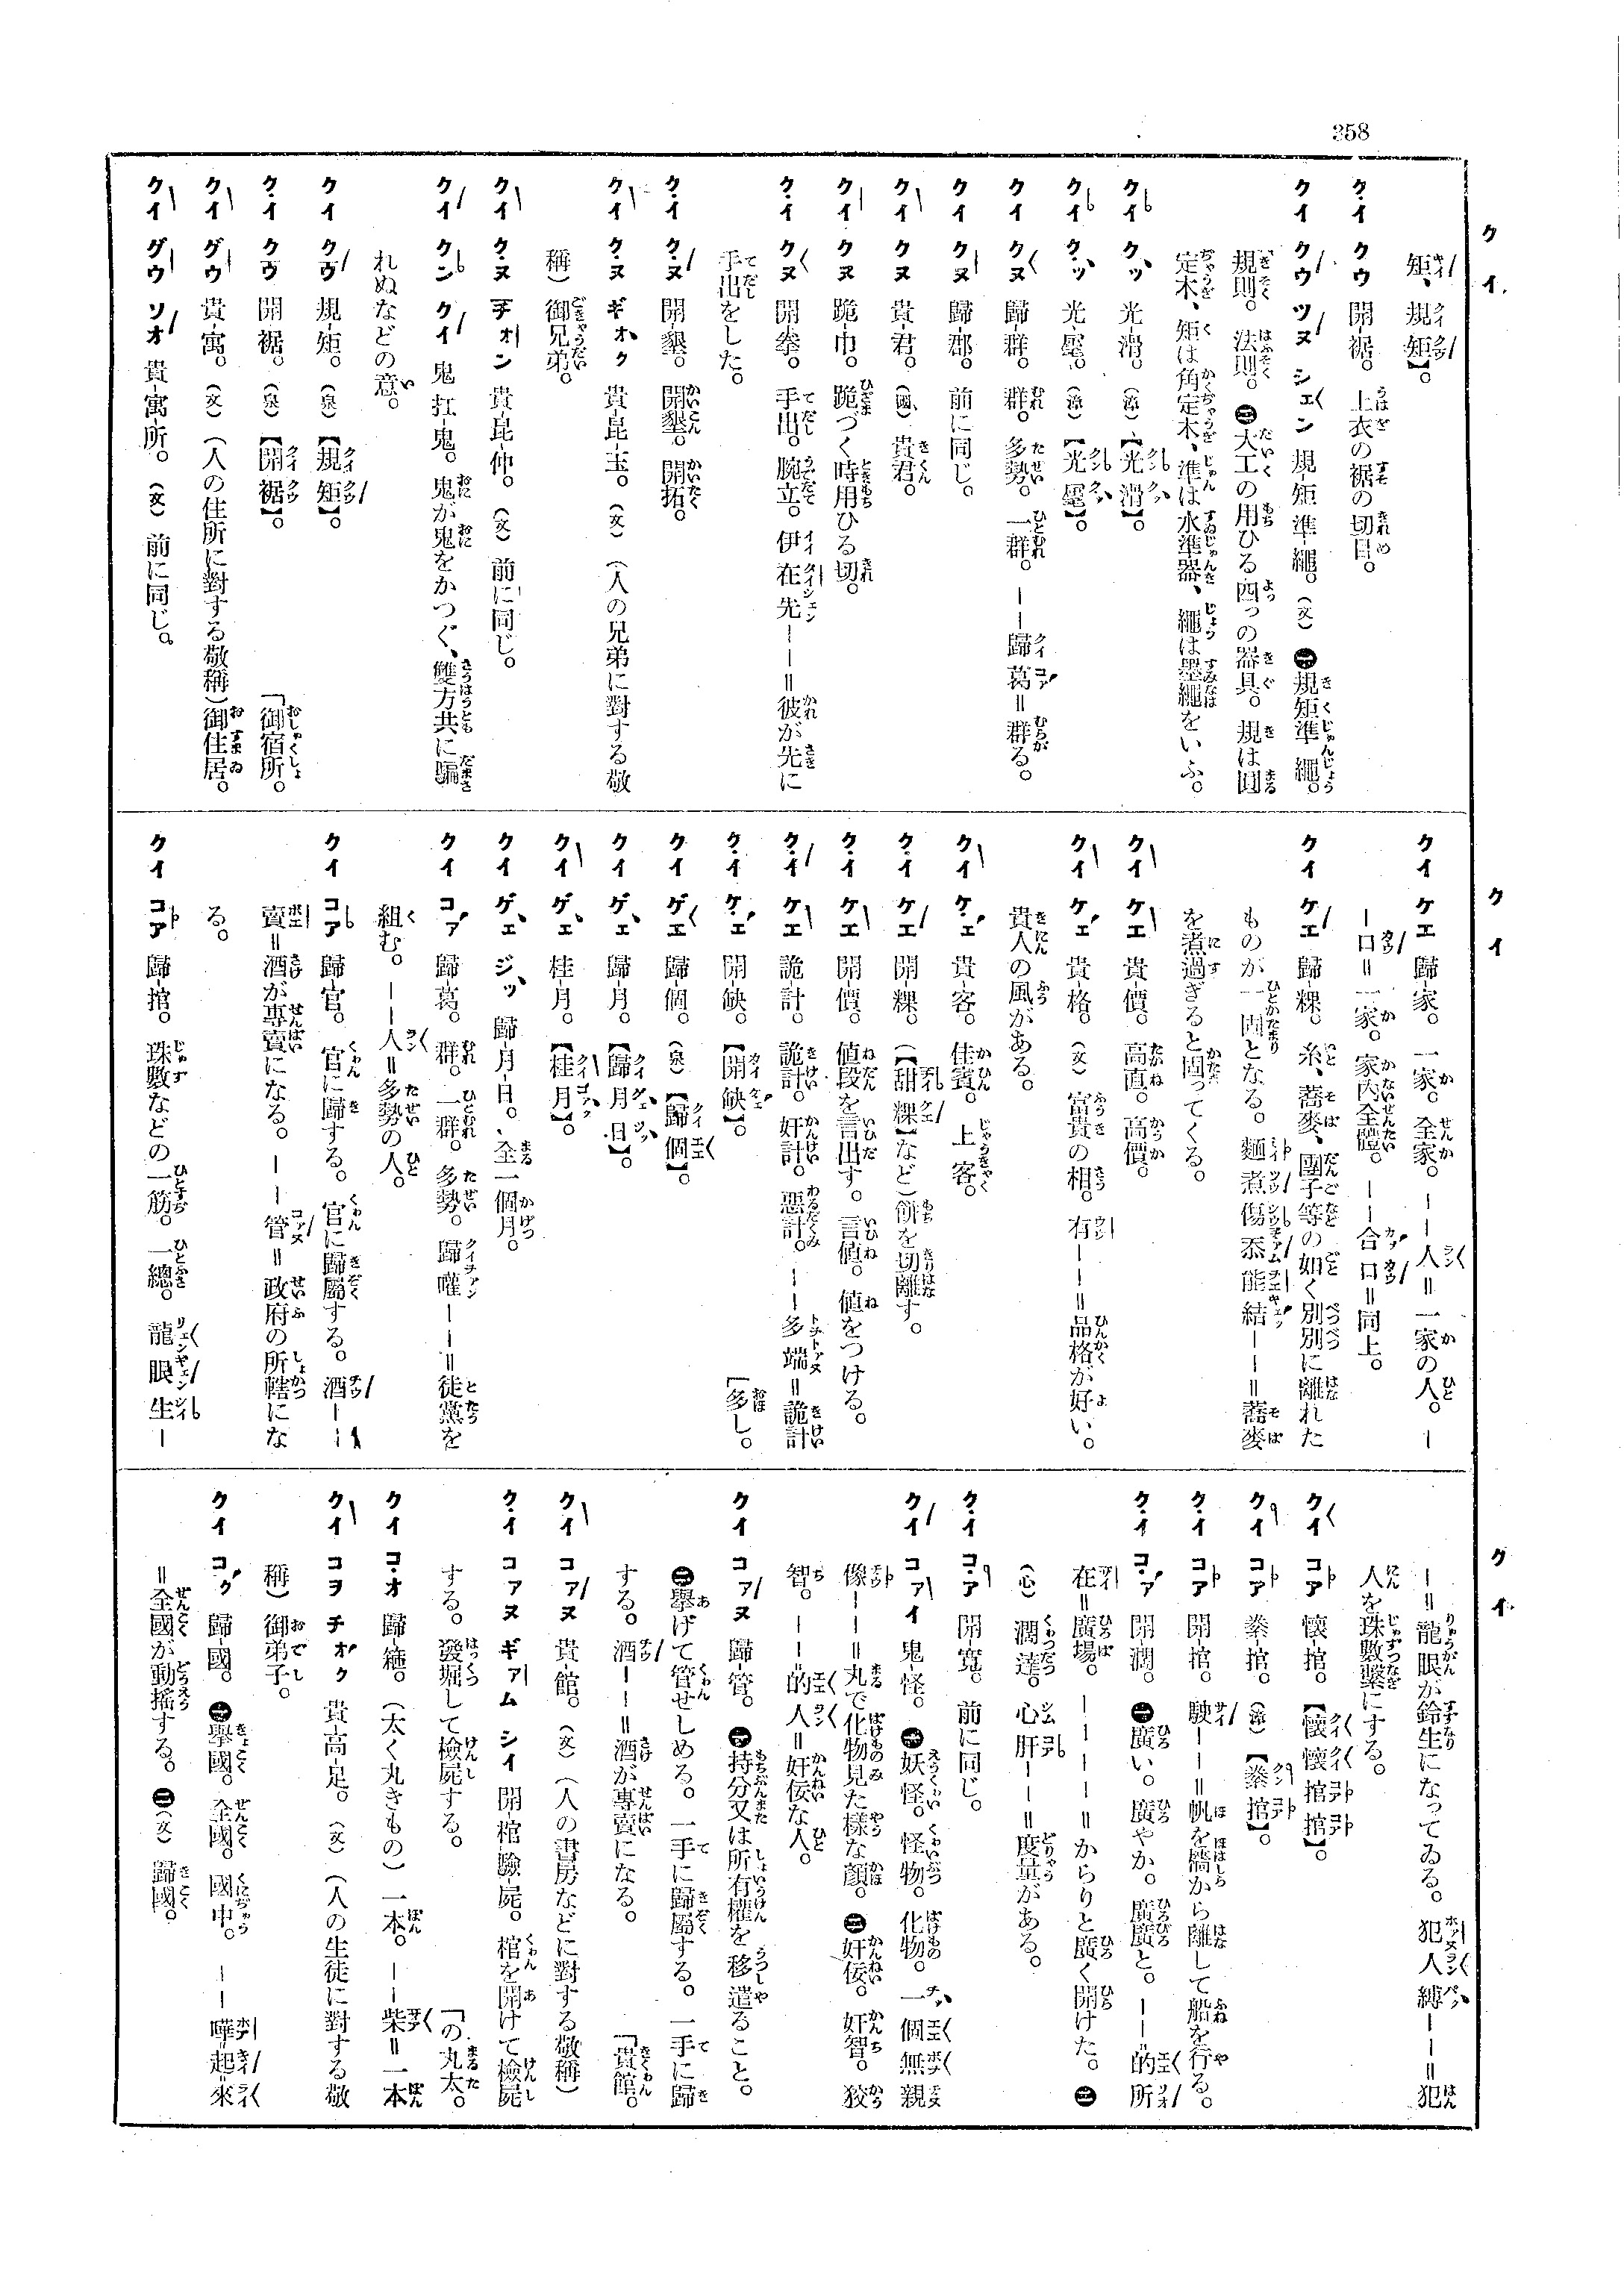 358
クイ
矩、規矩】。
クイ クウ 開-裾。上衣の裾の切目。
クイ クウ ツヌ シエン 規-矩準-繩。(文) ㊀規矩準繩。
規則。法則。㊁大工の用ひる四つの器具。規は圓
定木、矩は角定木、準は水準器、繩は墨繩をいふ。
クイ クッ 光-滑。(漳)【光滑】。
クイ クッ 光-(漳)【光】。
クイ クヌ 歸-群。群。多勢。一群。――歸葛=群る。
クイ クヌ 歸-郡。前に同じ。
クイ クヌ 貴-君。(國)貴君。
クイ クヌ 跪-巾。跪づく時用ひる切。
クイ クヌ 開-拳。手出。腕立。伊在先――=彼が先に
手出をした。
クイ クヌ 開-墾。開墾。開拓。
クイ クヌ ギオク 貴-昆-玉。(文)(人の兄弟に對する敬
稱)御兄弟。
クイ クヌ チオン 貴-昆-仲。(文)前に同じ。
クイ クン クイ 鬼扛-鬼。鬼が鬼をかつぐ、雙方共に騙さ
れぬなどの意。
クイ クウ 規-矩。(泉)【規矩】。
クイ クウ 開-裾。(泉)【開裾】。「御宿所。
クイ グウ 貴-寓。(文)(人の住所に對する敬稱)御住居。
クイ グウ ソオ 貴-寓-所。(文)前に同じ。
クイ
クイ ケエ 歸-家。一家。全家。――人=一家の人。―
―口=一家。家內全體。――合口=同上。
クイ ケエ 歸-粿。糸、蕎麥、團子等の如く別別に離れた
ものが一固となる。麵煮傷忝能結――=蕎麥
を煮過ぎると固ってくる。
クイ ケエ 貴-價。高直。高價。
クイ ケエ 貴-格。(文)富貴の相。有――=品格が好い。
貴人の風がある。
クイ ケエ 貴-客。佳賓。上客。
クイ ケエ 開-粿。(【甜粿】など)餅を切離す。
クイ ケエ 開-價。値段を言出す。言値。値をつける。
クイ ケエ 詭-計。詭計。奸計。惡計。――多端=詭計
クイ ケエ 開-缺。【開缺】。「多し。
クイ ゲエ 歸-個。(泉)【歸個】。
クイ ゲエ 歸-月。【歸月日】。
クイ ゲエ 桂-月。【桂月】。
クイ ゲエ ジッ 歸-月-日。全一個月。
クイ コア 歸-葛。群。一群。多勢。歸嚾――=徒黨を
組む。――人=多勢の人。
クイ コア 歸-官。官に歸する。官に歸屬する。酒――
賣=酒が專賣になる。――管=政府の所轄にな
る。
クイ コア 歸-捾。珠數などの一筋。一總。龍眼生―
クイ
―=龍眼が鈴生になってゐる。犯人縛――=犯
人を珠數繫にする。
クイ コア 懷-捾。【懷懷捾捾】。
クイ コア 豢-捾。(漳)【豢捾】。
クイ コア 開-捾。駛――=帆を檣から離して船を行る。
クイ コア 開-濶。㊀廣い。廣やか。廣廣と。――的所
在=廣場。――――=からりと廣く開けた。㊁
(心)濶達。心肝――=度量がある。
クイ コア 開-寬。前に同じ。
クイ コアイ 鬼-怪。㊀妖怪。怪物。化物。一個無親
像――=丸で化物見た樣な顏。㊁奸佞。奸智。狡
智。――的人=奸佞な人。
クイ コアヌ 歸-管。㊀持分又は所有權を移遣ること。
㊁擧げて管せしめる。一手に歸屬する。一手に歸
する。酒――=酒が專賣になる。「貴館。
クイ コアヌ 貴-館。(文)(人の書房などに對する敬稱)
クイ コアヌ ギアム シイ 開-棺-驗-屍。棺を開けて檢屍
する。發掘して檢屍する。「の丸太。
クイ コオ 歸-箍。(太く丸きもの)一本。――柴=一本
クイ コヲ チオク 貴-高-足。(文)(人の生徒に對する敬
稱)御弟子。
クイ コク 歸-國。㊀擧國。全國。國中。――嘩-起-來
=全國が動搖する。㊁(文)歸國。